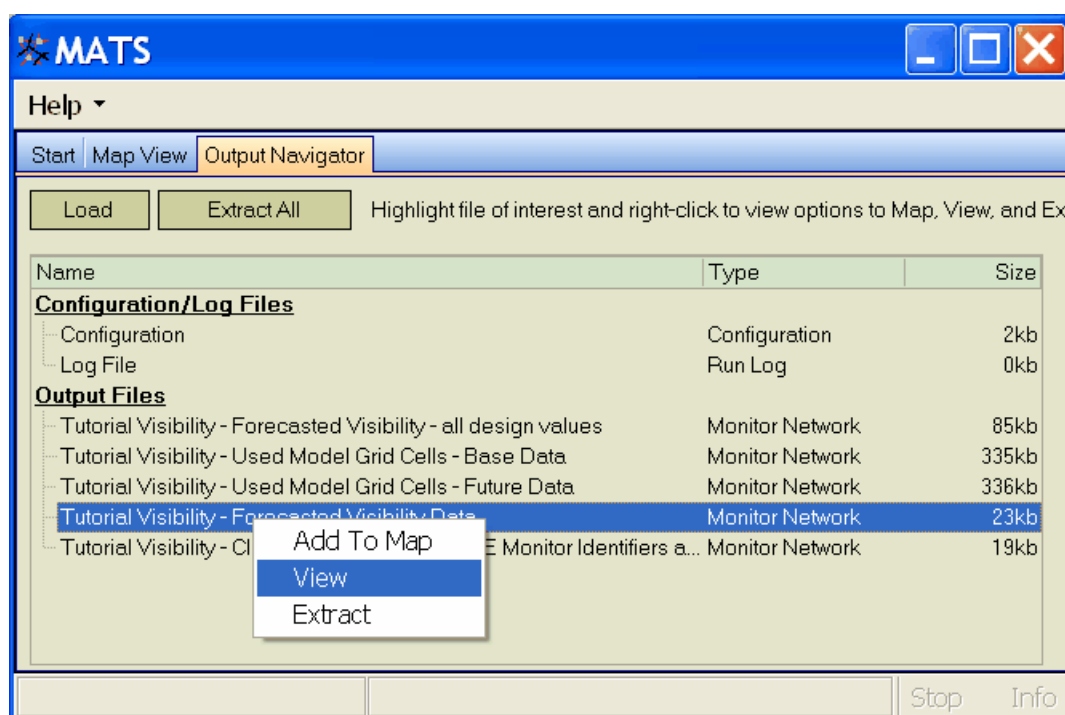 MATS
Help
Start Map View Output Navigator
Load Extract All Highlight file of interest and right-click to view options to Map, View, and Ex
Name Type Size
Configuration/Log Files
Configuration Configuration 2kb
Log File Run Log 0kb
Output Files
Tutorial Visibility - Forecasted Visibility - all design values Monitor Network 85kb
Tutorial Visibility - Used Model Grid Cells - Base Data Monitor Network 335kb
Tutorial Visibility - Used Model Grid Cells - Future Data Monitor Network 336kb
Tutorial Visibility - Forecasted Visibility Data Monitor Network 23kb
Tutorial Visibility - Cl E Monitor Identifiers a... Monitor Network 19kb
Add To Map
View
Extract
Stop Info